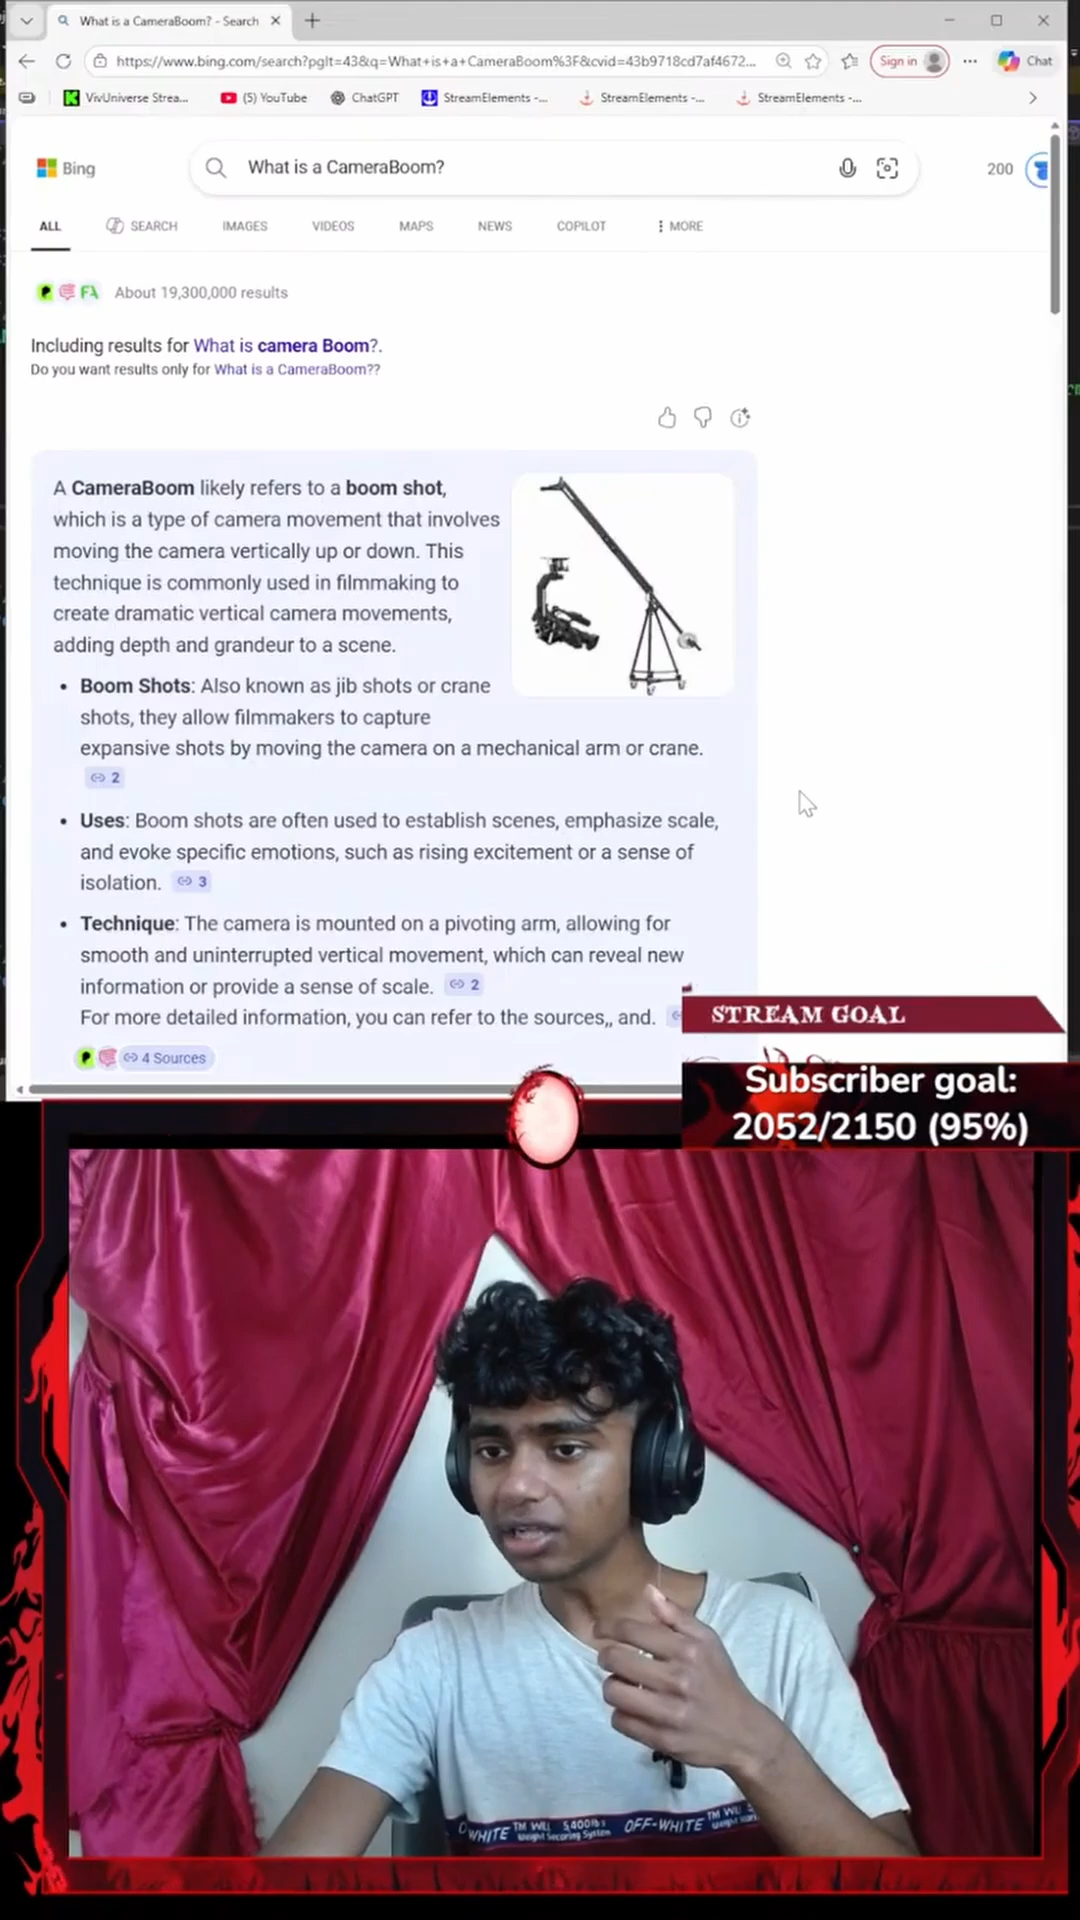 What is a CameraBoom? - Search
https://www.bing.com/search?pglt=43&q=What+is+a+CameraBoom%3F&cvid=43b9718cd7af4672...
Sign in
Chat
VivUniverse Strea...
(5) YouTube
ChatGPT
StreamElements -...
StreamElements -...
StreamElements -...
Bing
What is a CameraBoom?
200
ALL
SEARCH
IMAGES
VIDEOS
MAPS
NEWS
COPILOT
MORE
About 19,300,000 results
Including results for What is camera Boom?.
Do you want results only for What is a CameraBoom??
A CameraBoom likely refers to a boom shot,
which is a type of camera movement that involves
moving the camera vertically up or down. This
technique is commonly used in filmmaking to
create dramatic vertical camera movements,
adding depth and grandeur to a scene.
• Boom Shots: Also known as jib shots or crane
shots, they allow filmmakers to capture
expansive shots by moving the camera on a mechanical arm or crane.
2
• Uses: Boom shots are often used to establish scenes, emphasize scale,
and evoke specific emotions, such as rising excitement or a sense of
isolation. 3
• Technique: The camera is mounted on a pivoting arm, allowing for
smooth and uninterrupted vertical movement, which can reveal new
information or provide a sense of scale. 2
For more detailed information, you can refer to the sources,, and.
4 Sources
STREAM GOAL
Subscriber goal:
2052/2150 (95%)
WHITE TM WILL 5,400lb's OFF-WHITE TM
Weight Securing System